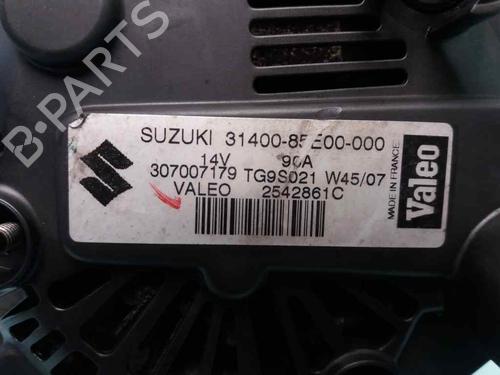 B-PARTS
SUZUKI 31400-85E00-000
14V 90A
307007179 TG9S021 W45/07
VALEO 2542861C
MADE IN FRANCE
Valeo